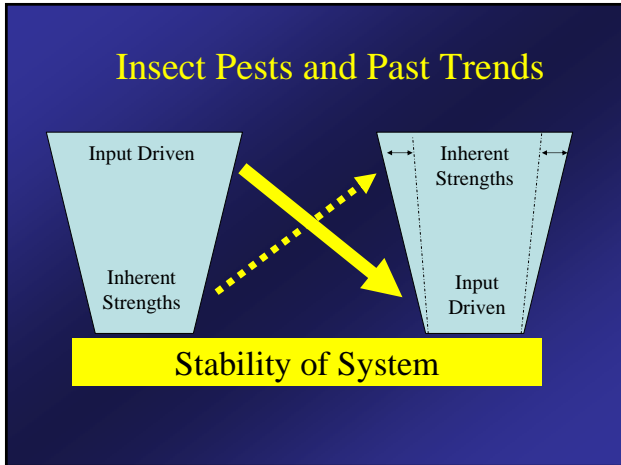 Insect Pests and Past Trends
Input Driven
Inherent
Strengths
Inherent
Strengths
Input
Driven
Stability of System